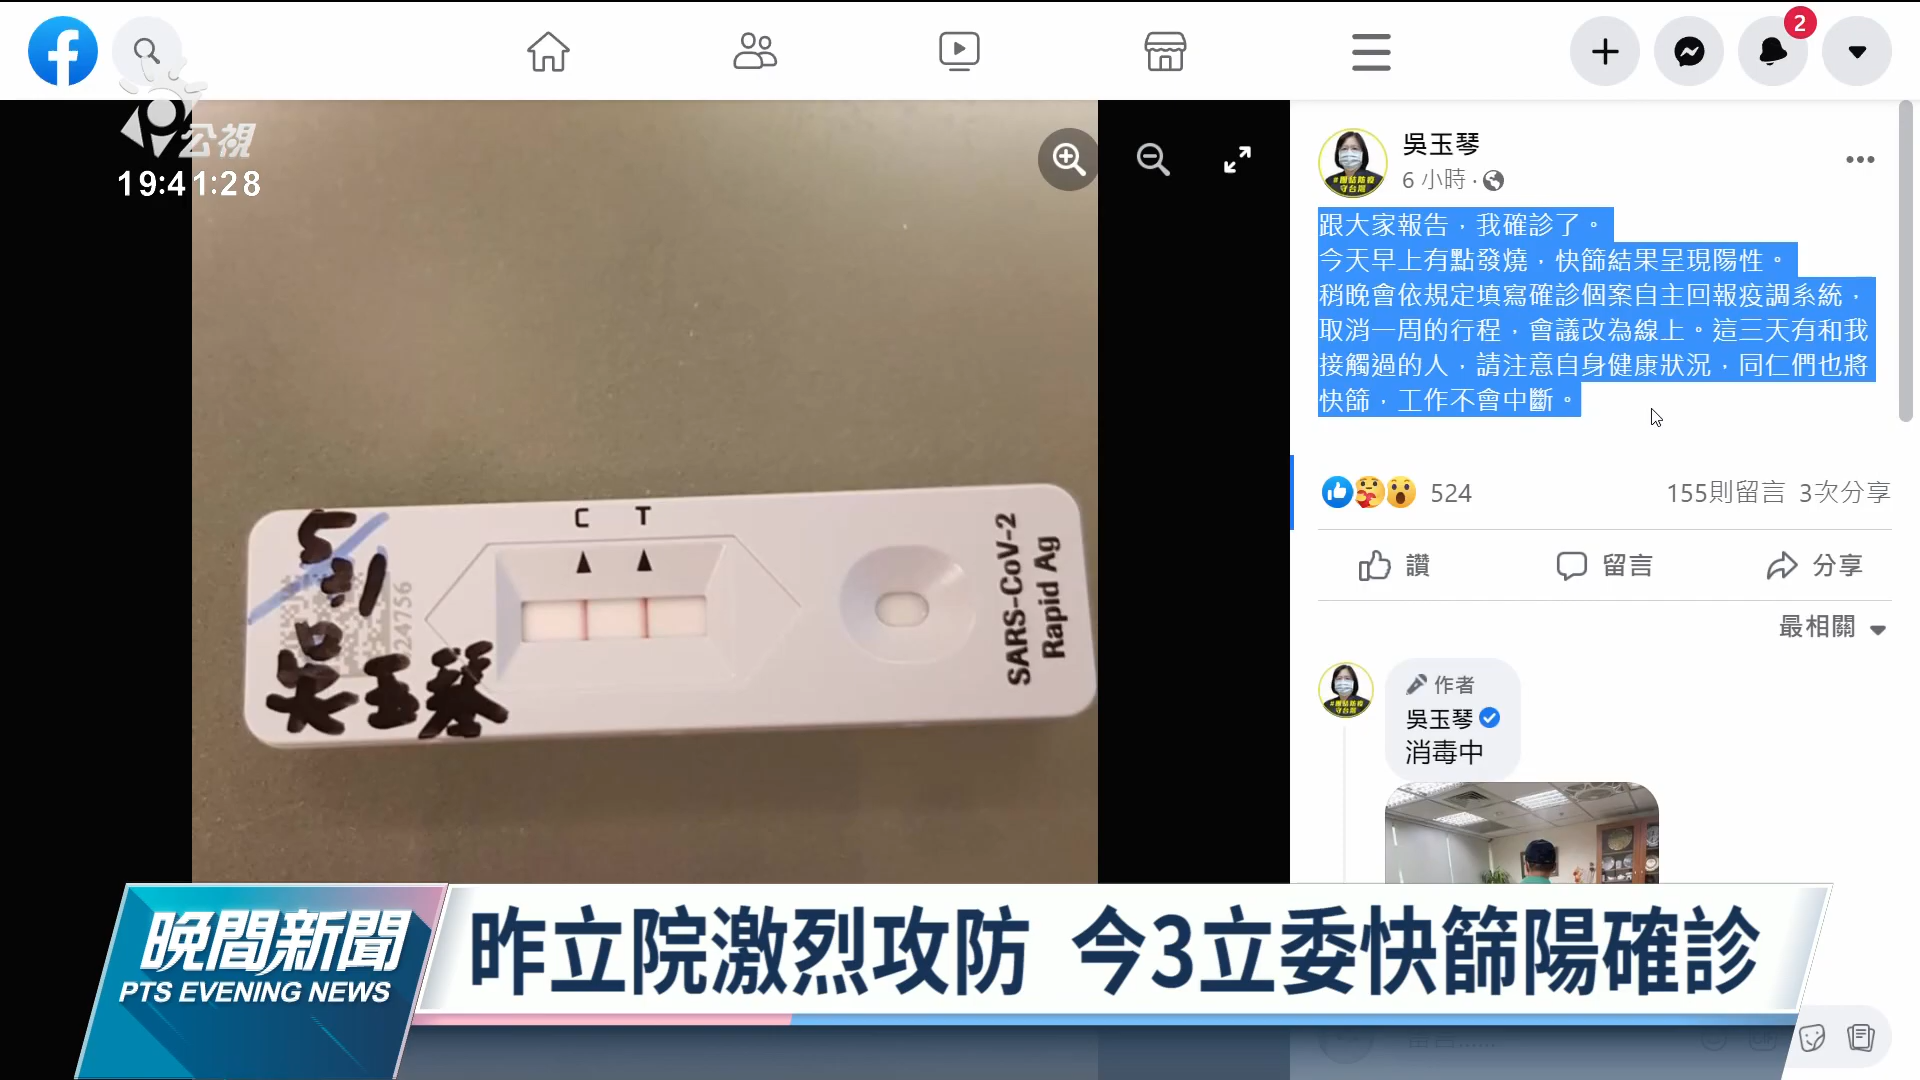 2
公視
19:41:28
吳玉琴
6 小時
跟大家報告，我確診了。
今天早上有點發燒，快篩結果呈現陽性。
稍晚會依規定填寫確診個案自主回報疫調系統，
取消一周的行程，會議改為線上。這三天有和我
接觸過的人，請注意自身健康狀況，同仁們也將
快篩，工作不會中斷。
524
155則留言 3次分享
讚
留言
分享
最相關
作者
吳玉琴
消毒中
C T
SARS-CoV-2
Rapid Ag
24756
吳玉琴
晚間新聞
PTS EVENING NEWS
昨立院激烈攻防 今3立委快篩陽確診